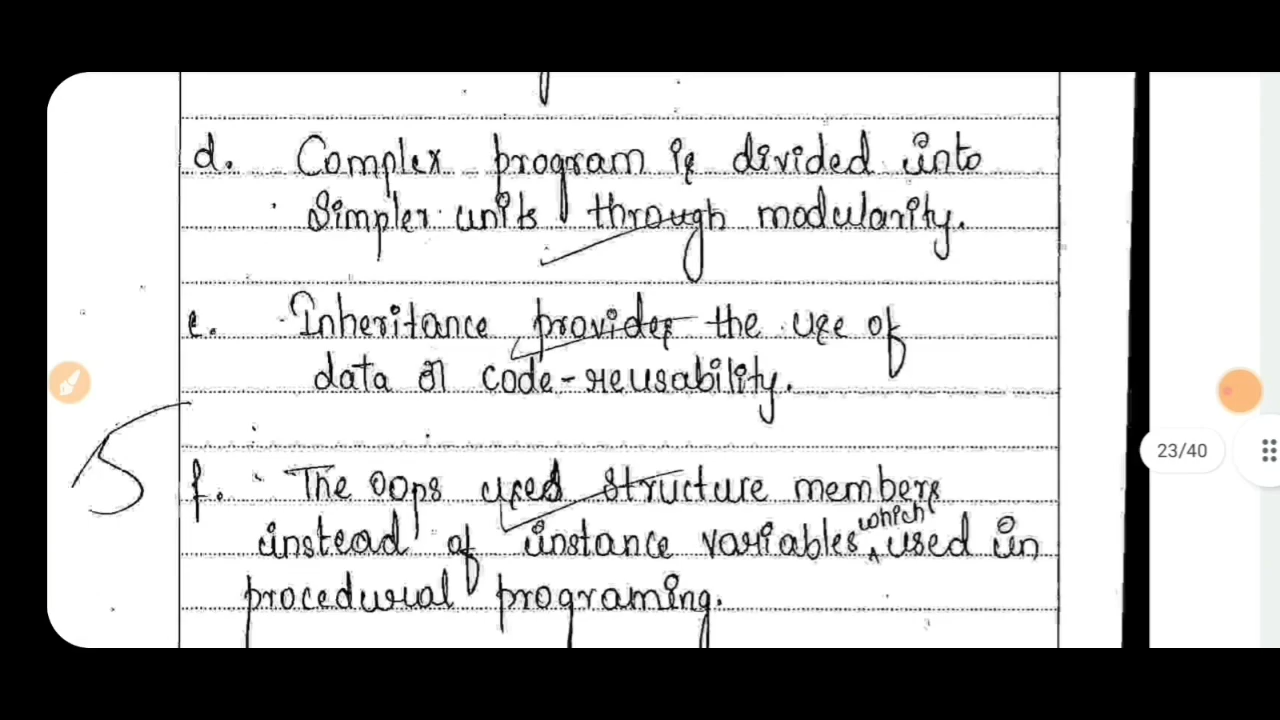 d. Complex program is divided into
simpler units through modularity.
e. Inheritance provides the use of
data or code-reusability.
5
f. The oops used structure members
instead of instance variables which used in
procedural programing.
23/40